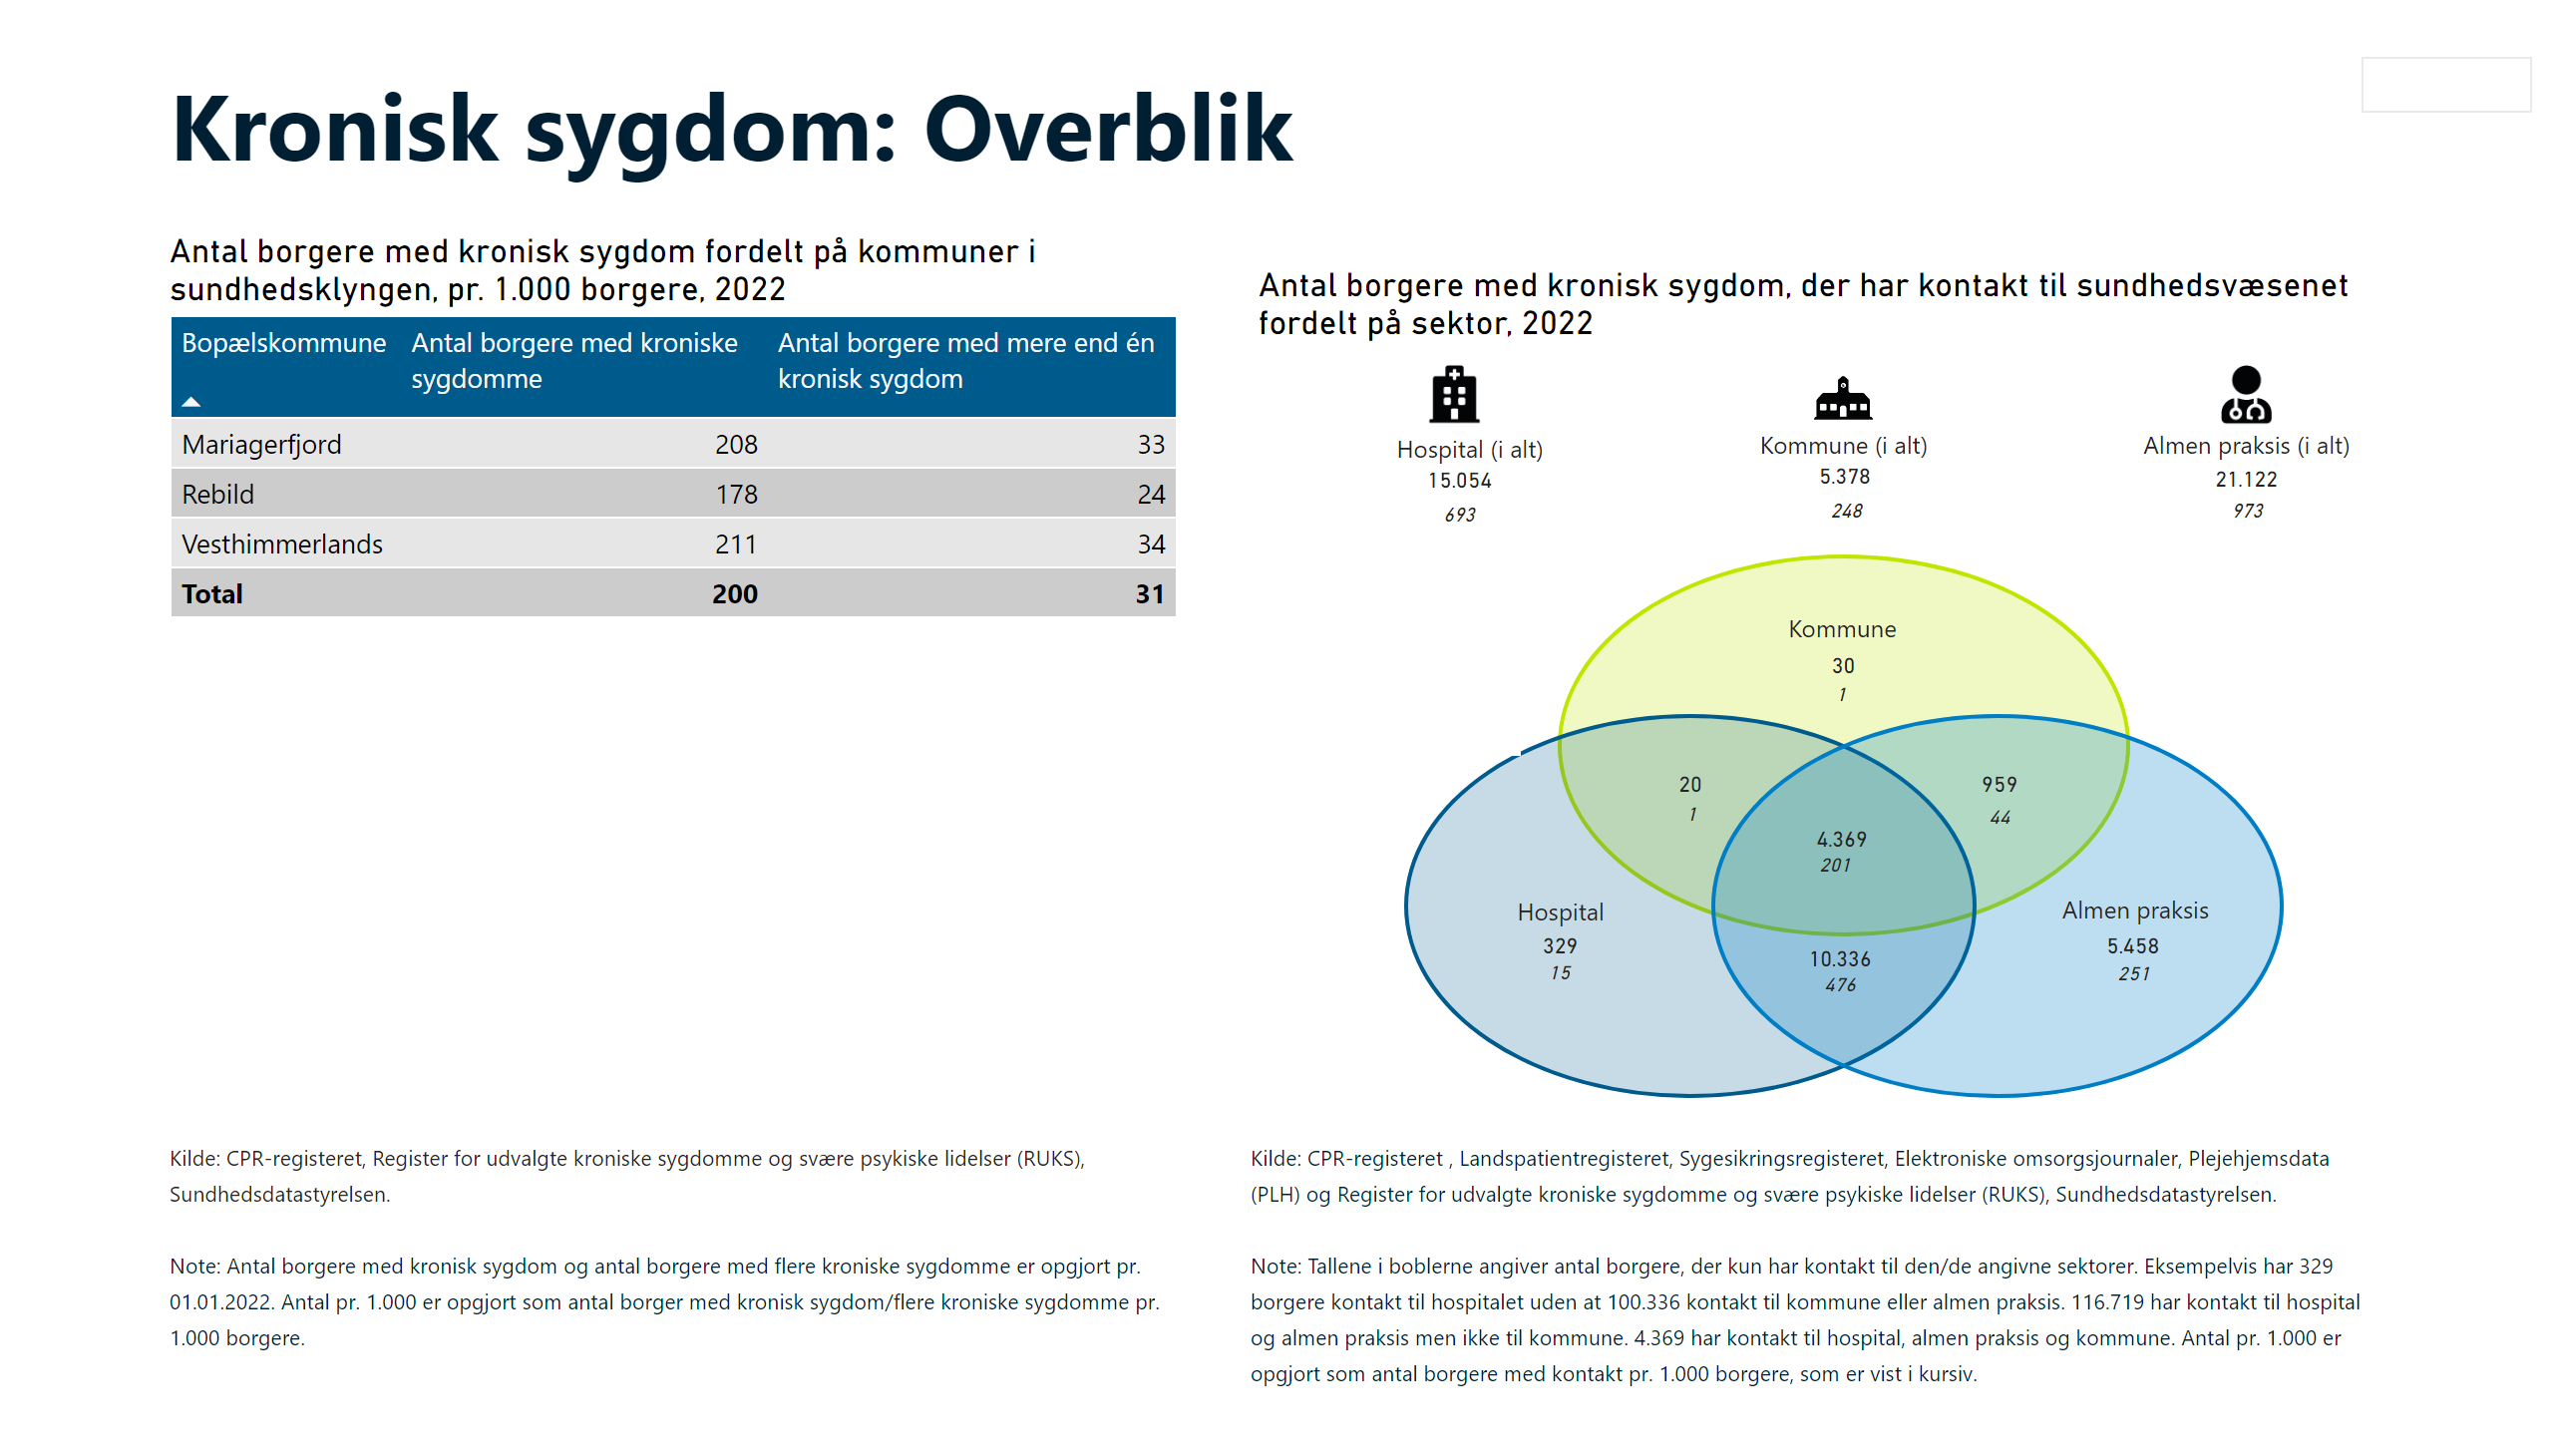 Kronisk sygdom: Overblik
Antal borgere med kronisk sygdom fordelt på kommuner i
sundhedsklyngen, pr. 1.000 borgere, 2022
Bopælskommune Antal borgere med kroniske sygdomme Antal borgere med mere end én kronisk sygdom
Mariagerfjord 208 33
Rebild 178 24
Vesthimmerlands 211 34
Total 200 31
Kilde: CPR-registeret, Register for udvalgte kroniske sygdomme og svære psykiske lidelser (RUKS),
Sundhedsdatastyrelsen.
Note: Antal borgere med kronisk sygdom og antal borgere med flere kroniske sygdomme er opgjort pr.
01.01.2022. Antal pr. 1.000 er opgjort som antal borger med kronisk sygdom/flere kroniske sygdomme pr.
1.000 borgere.
Antal borgere med kronisk sygdom, der har kontakt til sundhedsvæsenet
fordelt på sektor, 2022
Hospital (i alt) Kommune (i alt) Almen praksis (i alt)
15.054 5.378 21.122
693 248 973
Kommune
30
1
20 959
1 44
4.369
201
Hospital Almen praksis
329 10.336 5.458
15 476 251
Kilde: CPR-registeret , Landspatientregisteret, Sygesikringsregisteret, Elektroniske omsorgsjournaler, Plejehjemsdata
(PLH) og Register for udvalgte kroniske sygdomme og svære psykiske lidelser (RUKS), Sundhedsdatastyrelsen.
Note: Tallene i boblerne angiver antal borgere, der kun har kontakt til den/de angivne sektorer. Eksempelvis har 329
borgere kontakt til hospitalet uden at 100.336 kontakt til kommune eller almen praksis. 116.719 har kontakt til hospital
og almen praksis men ikke til kommune. 4.369 har kontakt til hospital, almen praksis og kommune. Antal pr. 1.000 er
opgjort som antal borgere med kontakt pr. 1.000 borgere, som er vist i kursiv.